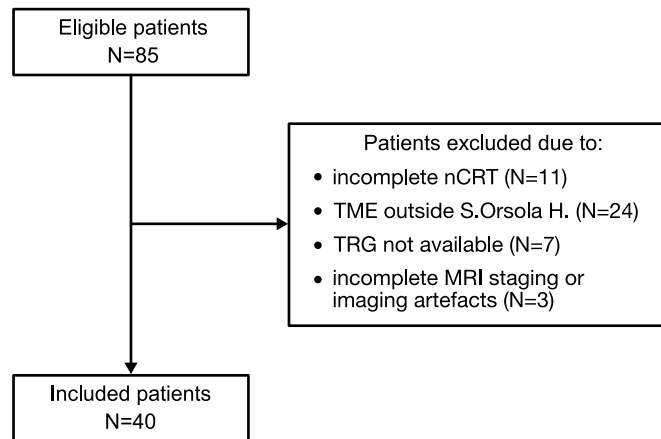 Eligible patients
N=85
Patients excluded due to:
• incomplete nCRT (N=11)
• TME outside S.Orsola H. (N=24)
• TRG not available (N=7)
• incomplete MRI staging or
imaging artefacts (N=3)
Included patients
N=40